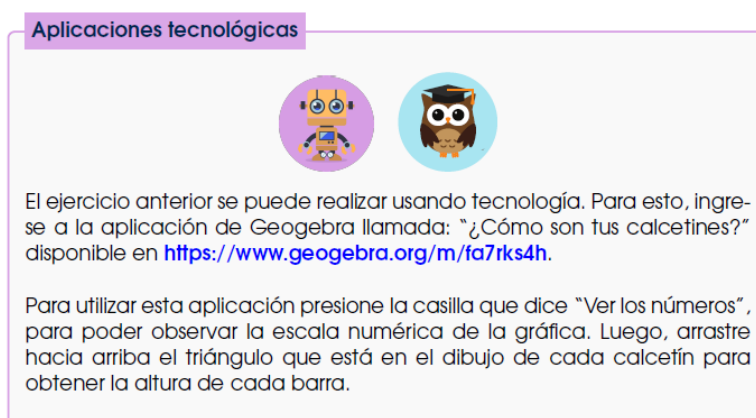 Aplicaciones tecnológicas
El ejercicio anterior se puede realizar usando tecnología. Para esto, ingre-
se a la aplicación de Geogebra llamada: “¿Cómo son tus calcetines?”
disponible en https://www.geogebra.org/m/fa7rks4h.
Para utilizar esta aplicación presione la casilla que dice “Ver los números”,
para poder observar la escala numérica de la gráfica. Luego, arrastre
hacia arriba el triángulo que está en el dibujo de cada calcetín para
obtener la altura de cada barra.